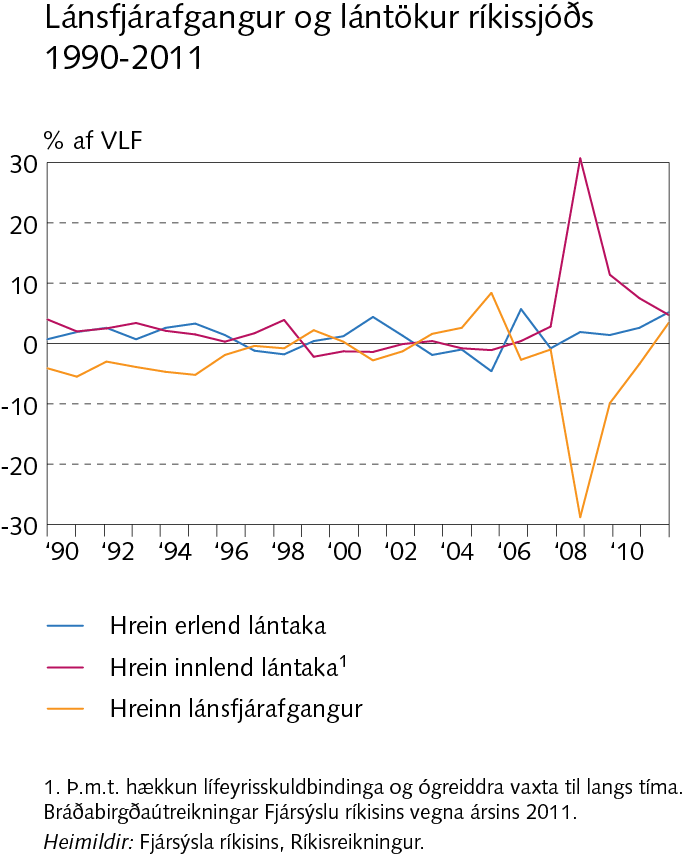 Lánsfjárafgangur og lántökur ríkissjóðs
1990-2011
% af VLF
30
20
10
0
-10
-20
-30
‘90 ‘92 ‘94 ‘96 ‘98 ‘00 ‘02 ‘04 ‘06 ‘08 ‘10
Hrein erlend lántaka
Hrein innlend lántaka¹
Hreinn lánsfjárafgangur
1. Þ.m.t. hækkun lífeyrisskuldbindinga og ógreiddra vaxta til langs tíma.
Bráðabirgðaútreikningar Fjársýslu ríkisins vegna ársins 2011.
Heimildir: Fjársýsla ríkisins, Ríkisreikningur.